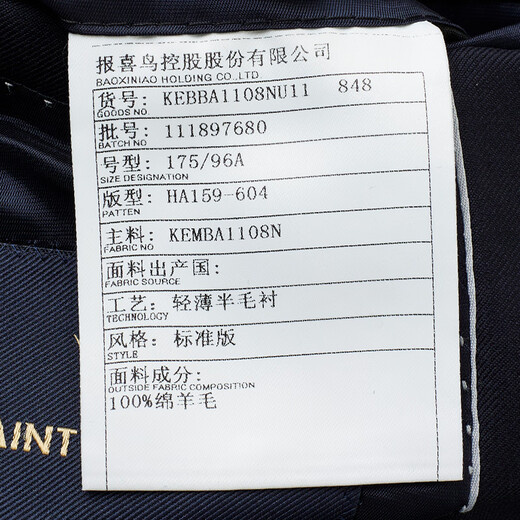 报喜鸟控股股份有限公司
BAOXINIAO HOLDING CO.,LTD
货号: KEBBA1108NU11 848
GOODS NO
批号: 111897680
BATCH NO
号型: 175/96A
SIZE DESIGNATION
版型: HA159-604
PATTEN
主料: KEMBA1108N
FABRIC NO
面料出产国:
FABRIC SOURCE
工艺: 轻薄半毛衬
TECHNOLOGY
风格: 标准版
STYLE
面料成分:
OUTSIDE FABRIC COMPOSITION
100%绵羊毛
AINT